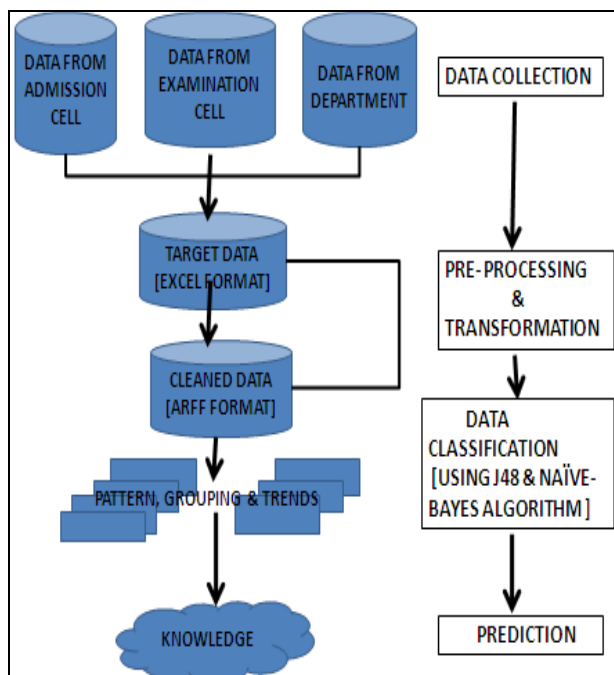 DATA FROM
ADMISSION
CELL
DATA FROM
EXAMINATION
CELL
DATA FROM
DEPARTMENT
DATA COLLECTION
TARGET DATA
[EXCEL FORMAT]
PRE- PROCESSING
&
TRANSFORMATION
CLEANED DATA
[ARFF FORMAT]
DATA
CLASSIFICATION
[USING J48 & NAÏVE-
BAYES ALGORITHM]
PATTERN, GROUPING & TRENDS
KNOWLEDGE
PREDICTION